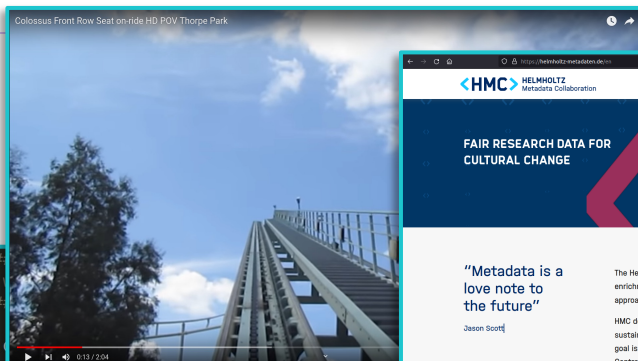 Colossus Front Row Seat on-ride HD POV Thorpe Park
0:13 / 2:04
https://helmholtz-metadaten.de/en
<HMC> HELMHOLTZ
Metadata Collaboration
FAIR RESEARCH DATA FOR
CULTURAL CHANGE
"Metadata is a
love note to
the future"
Jason Scott
The He
enrichn
approa
HMC d
sustain
goal is